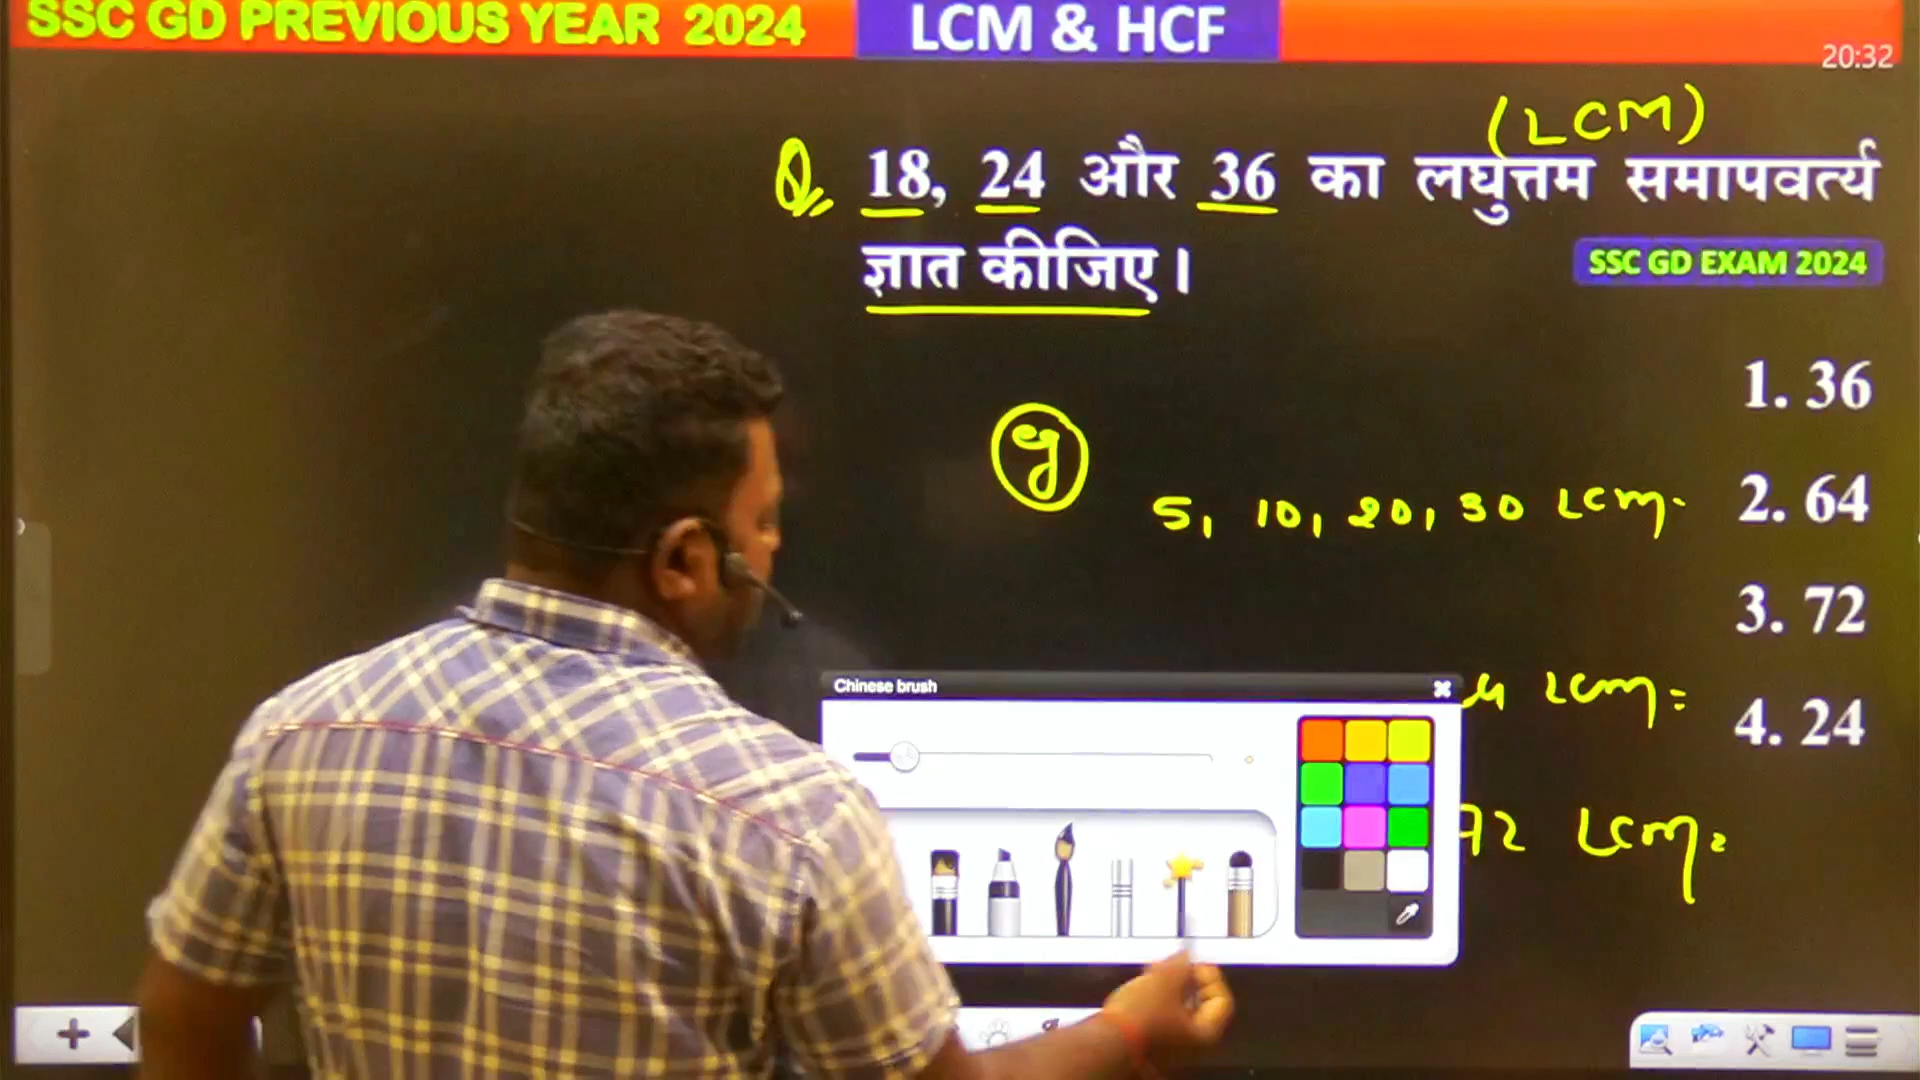 SSC GD PREVIOUS YEAR 2024
LCM & HCF
20:32
(LCM)
Q, 18, 24 और 36 का लघुत्तम समापवर्त्य
ज्ञात कीजिए।
SSC GD EXAM 2024
1. 36
5, 10, 20, 30 LCM.
2. 64
3. 72
Chinese brush
LCM =
4. 24
72 LCM =